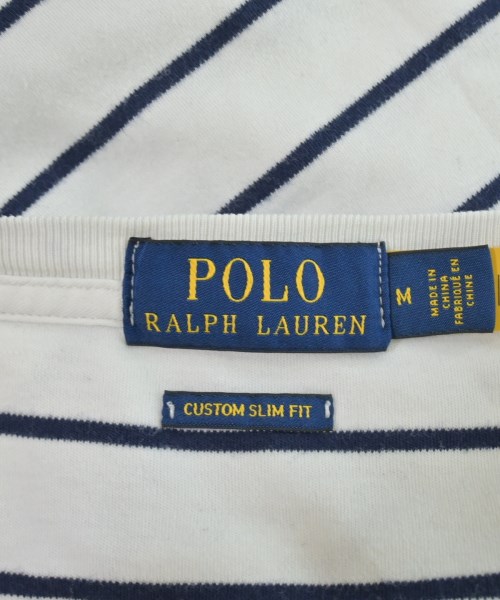 POLO
RALPH LAUREN
M
MADE IN
CHINA
FABRIQUÉ EN
CHINE
CUSTOM SLIM FIT